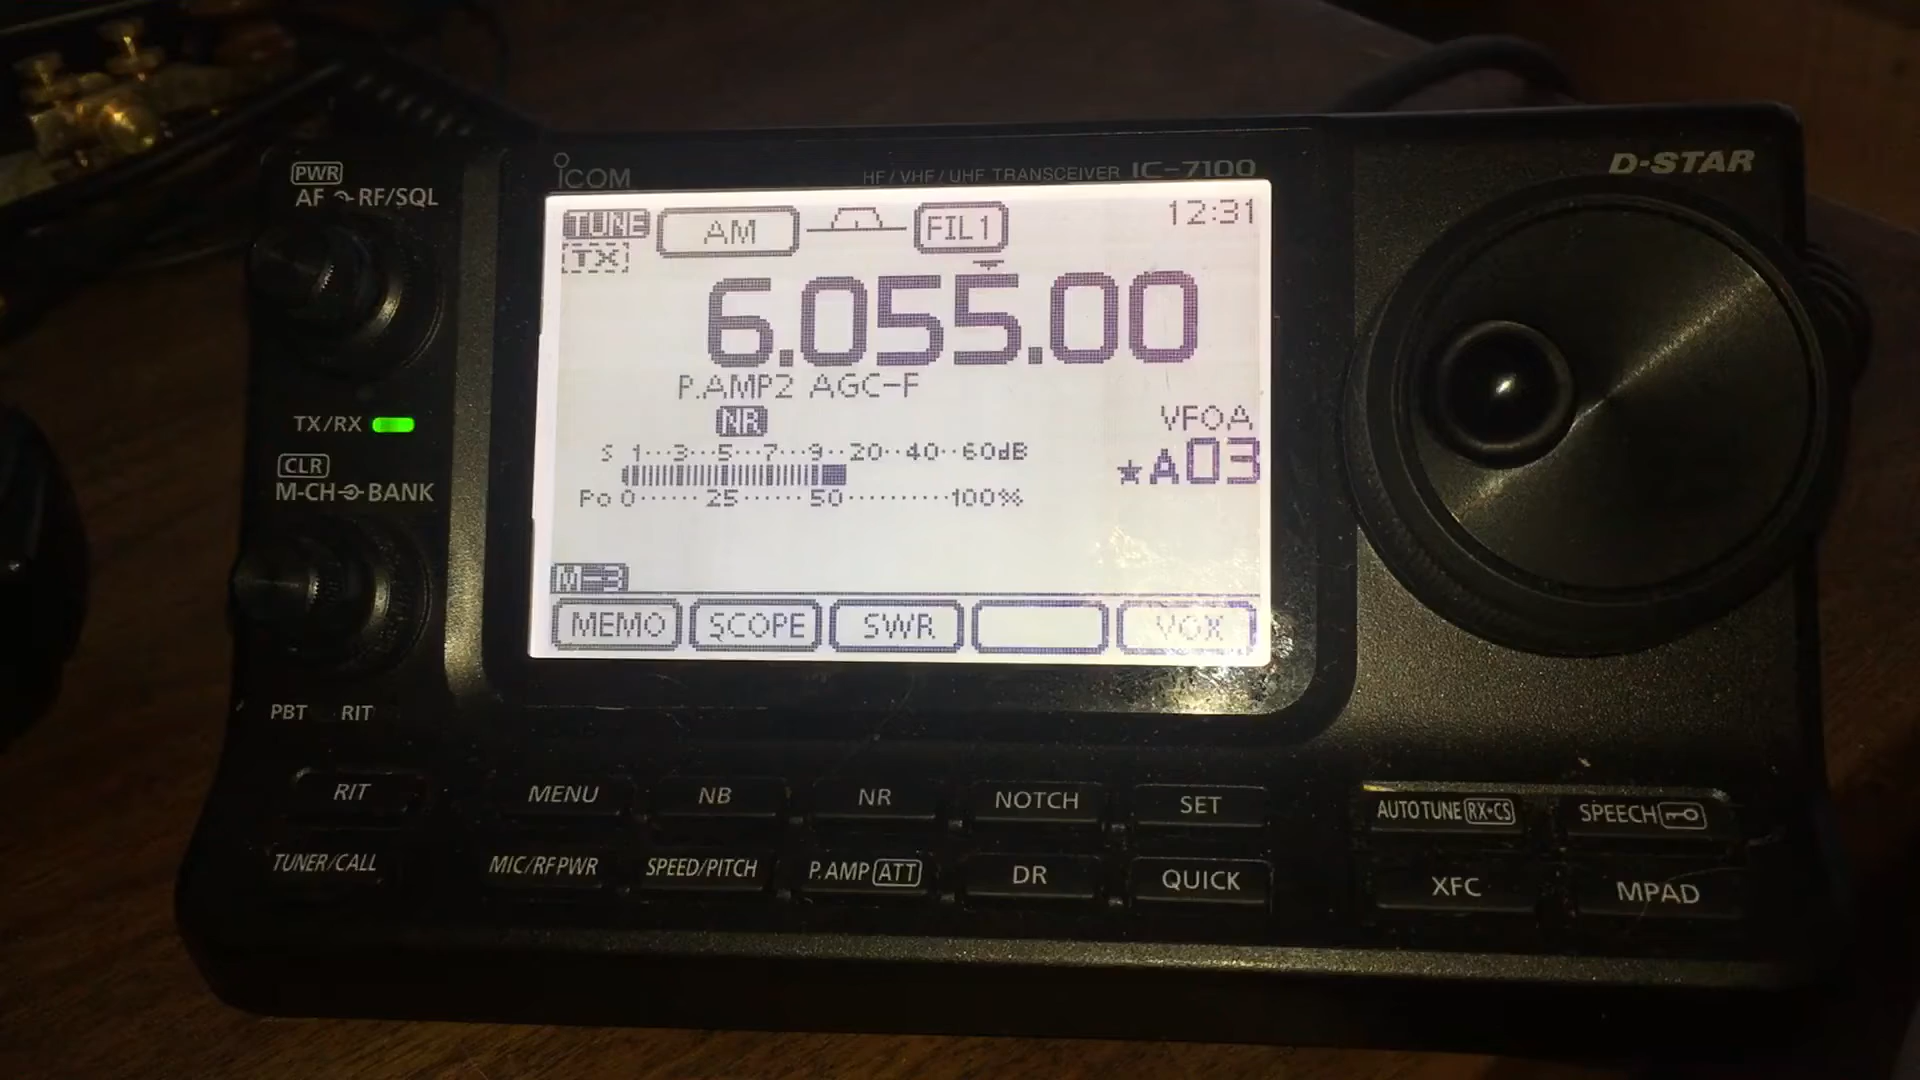 PWR
AF RF/SQL
ICOM
HF/VHF/UHF TRANSCEIVER IC-7100
D-STAR
TUNE AM FIL1 12:31
TX
6.055.00
P.AMP2 AGC-F
NR
VFOA
S 1···3···5···7···9···20··40··60dB
★A03
Po 0······25······50·········100%
TX/RX
CLR
M-CH BANK
M-3
MEMO SCOPE SWR VOX
PBT RIT
RIT MENU NB NR NOTCH SET AUTOTUNE RX·CS SPEECH
TUNER/CALL MIC/RFPWR SPEED/PITCH P.AMP ATT DR QUICK XFC MPAD